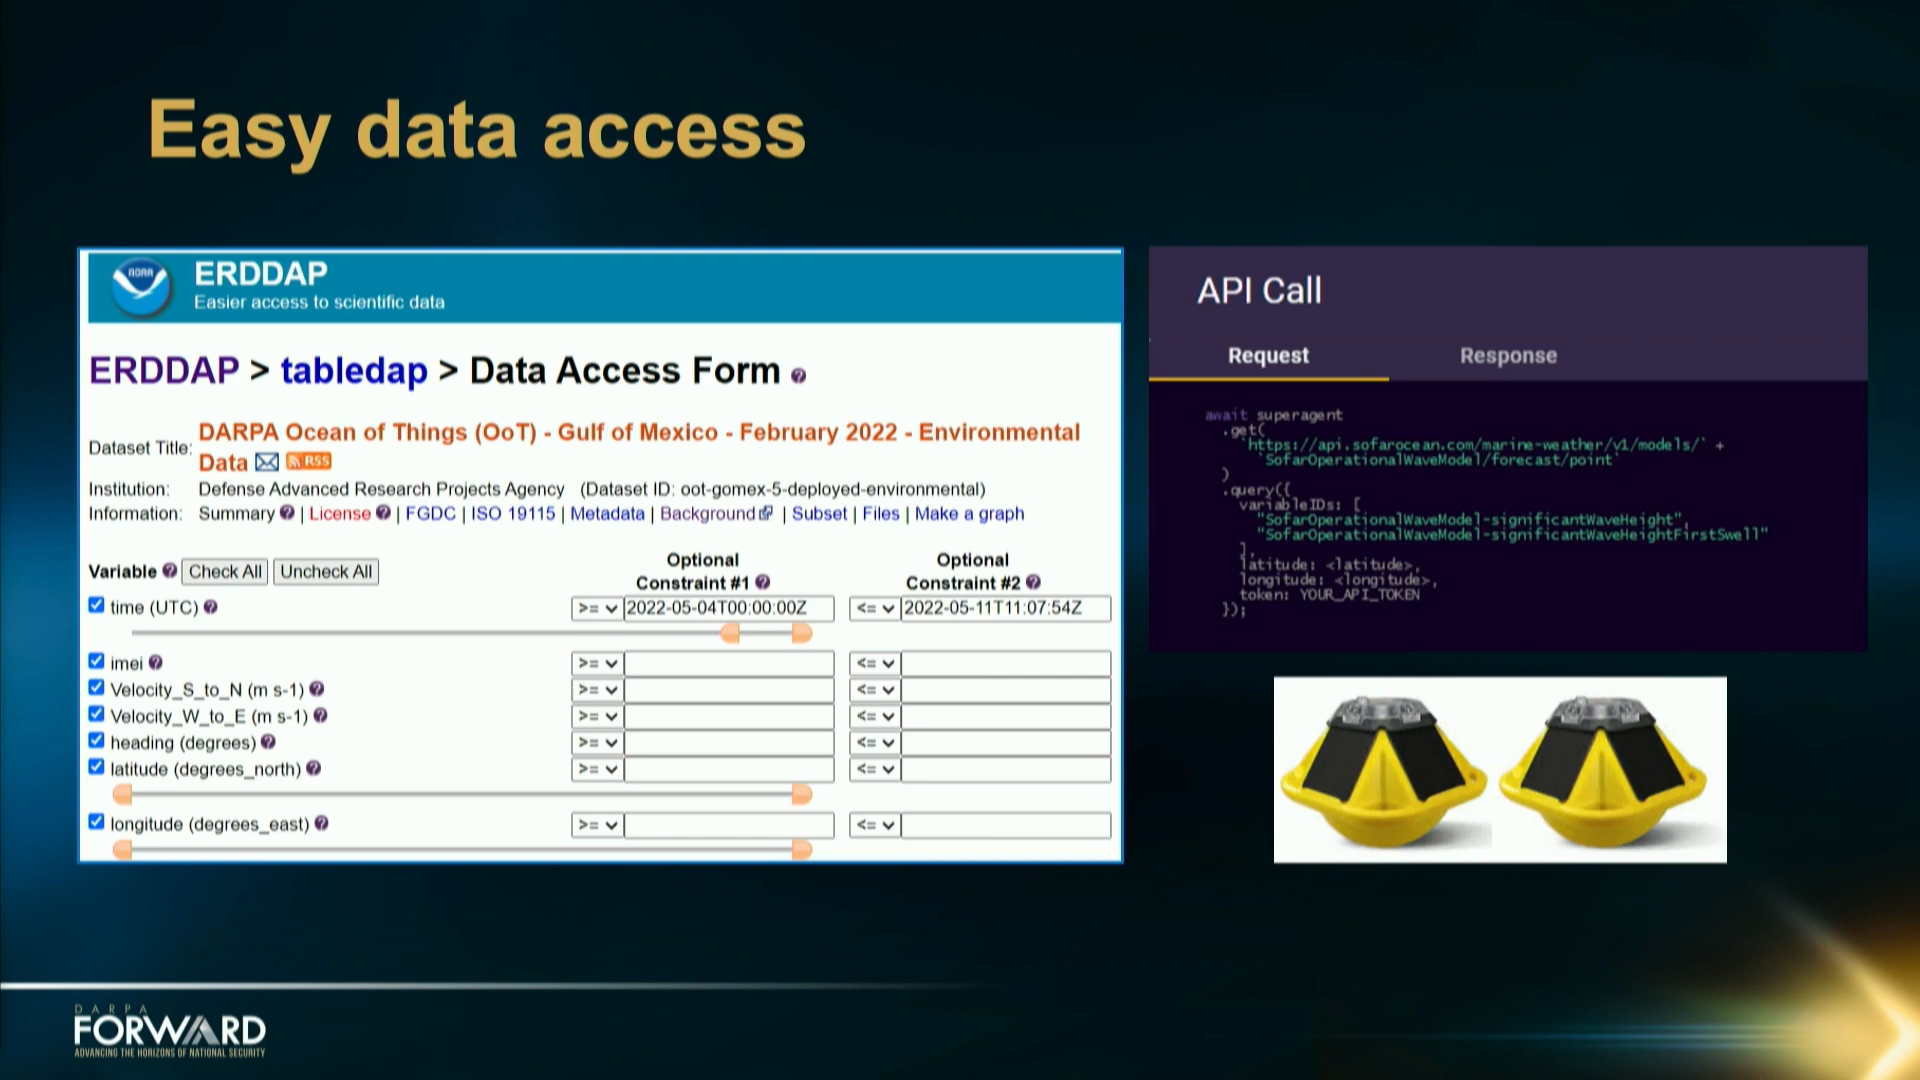 Easy data access
NOAA
ERDDAP
Easier access to scientific data
ERDDAP > tabledap > Data Access Form ?
Dataset Title: DARPA Ocean of Things (OoT) - Gulf of Mexico - February 2022 - Environmental
Data RSS
Institution: Defense Advanced Research Projects Agency (Dataset ID: oot-gomex-5-deployed-environmental)
Information: Summary ? | License ? | FGDC | ISO 19115 | Metadata | Background | Subset | Files | Make a graph
Optional Optional
Variable ? Check All Uncheck All Constraint #1 ? Constraint #2 ?
time (UTC) ? >= 2022-05-04T00:00:00Z <= 2022-05-11T11:07:54Z
imei ? >= <=
Velocity_S_to_N (m s-1) ? >= <=
Velocity_W_to_E (m s-1) ? >= <=
heading (degrees) ? >= <=
latitude (degrees_north) ? >= <=
longitude (degrees_east) ? >= <=
API Call
Request Response
await superagent
.get(
`https://api.sofarocean.com/marine-weather/v1/models/` +
`SofarOperationalWaveModel/forecast/point`
)
.query({
variableIDs: [
"SofarOperationalWaveModel-significantWaveHeight",
"SofarOperationalWaveModel-significantWaveHeightFirstSwell"
],
latitude: <latitude>,
longitude: <longitude>,
token: YOUR_API_TOKEN
});
DARPA
FORWARD
ADVANCING THE HORIZONS OF NATIONAL SECURITY